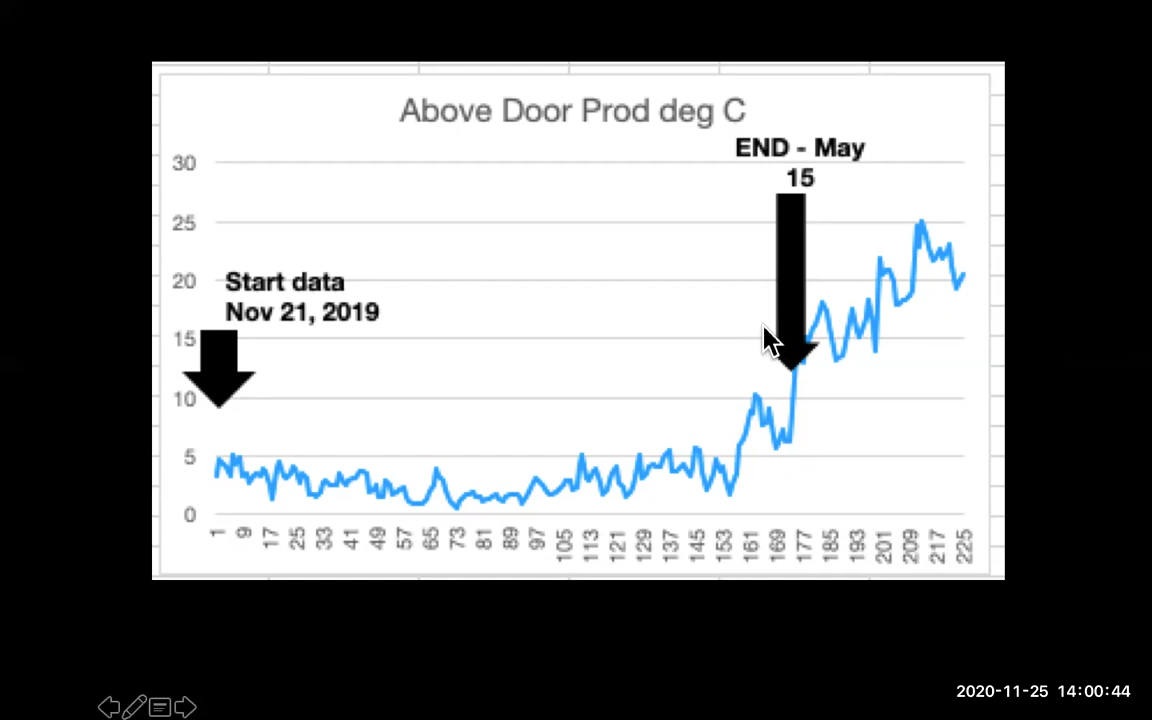 Above Door Prod deg C
END - May
15
30
25
Start data
20
Nov 21, 2019
15
10
5
0
1 9 17 25 33 41 49 57 65 73 81 89 97 105 113 121 129 137 145 153 161 169 177 185 193 201 209 217 225
2020-11-25 14:00:44